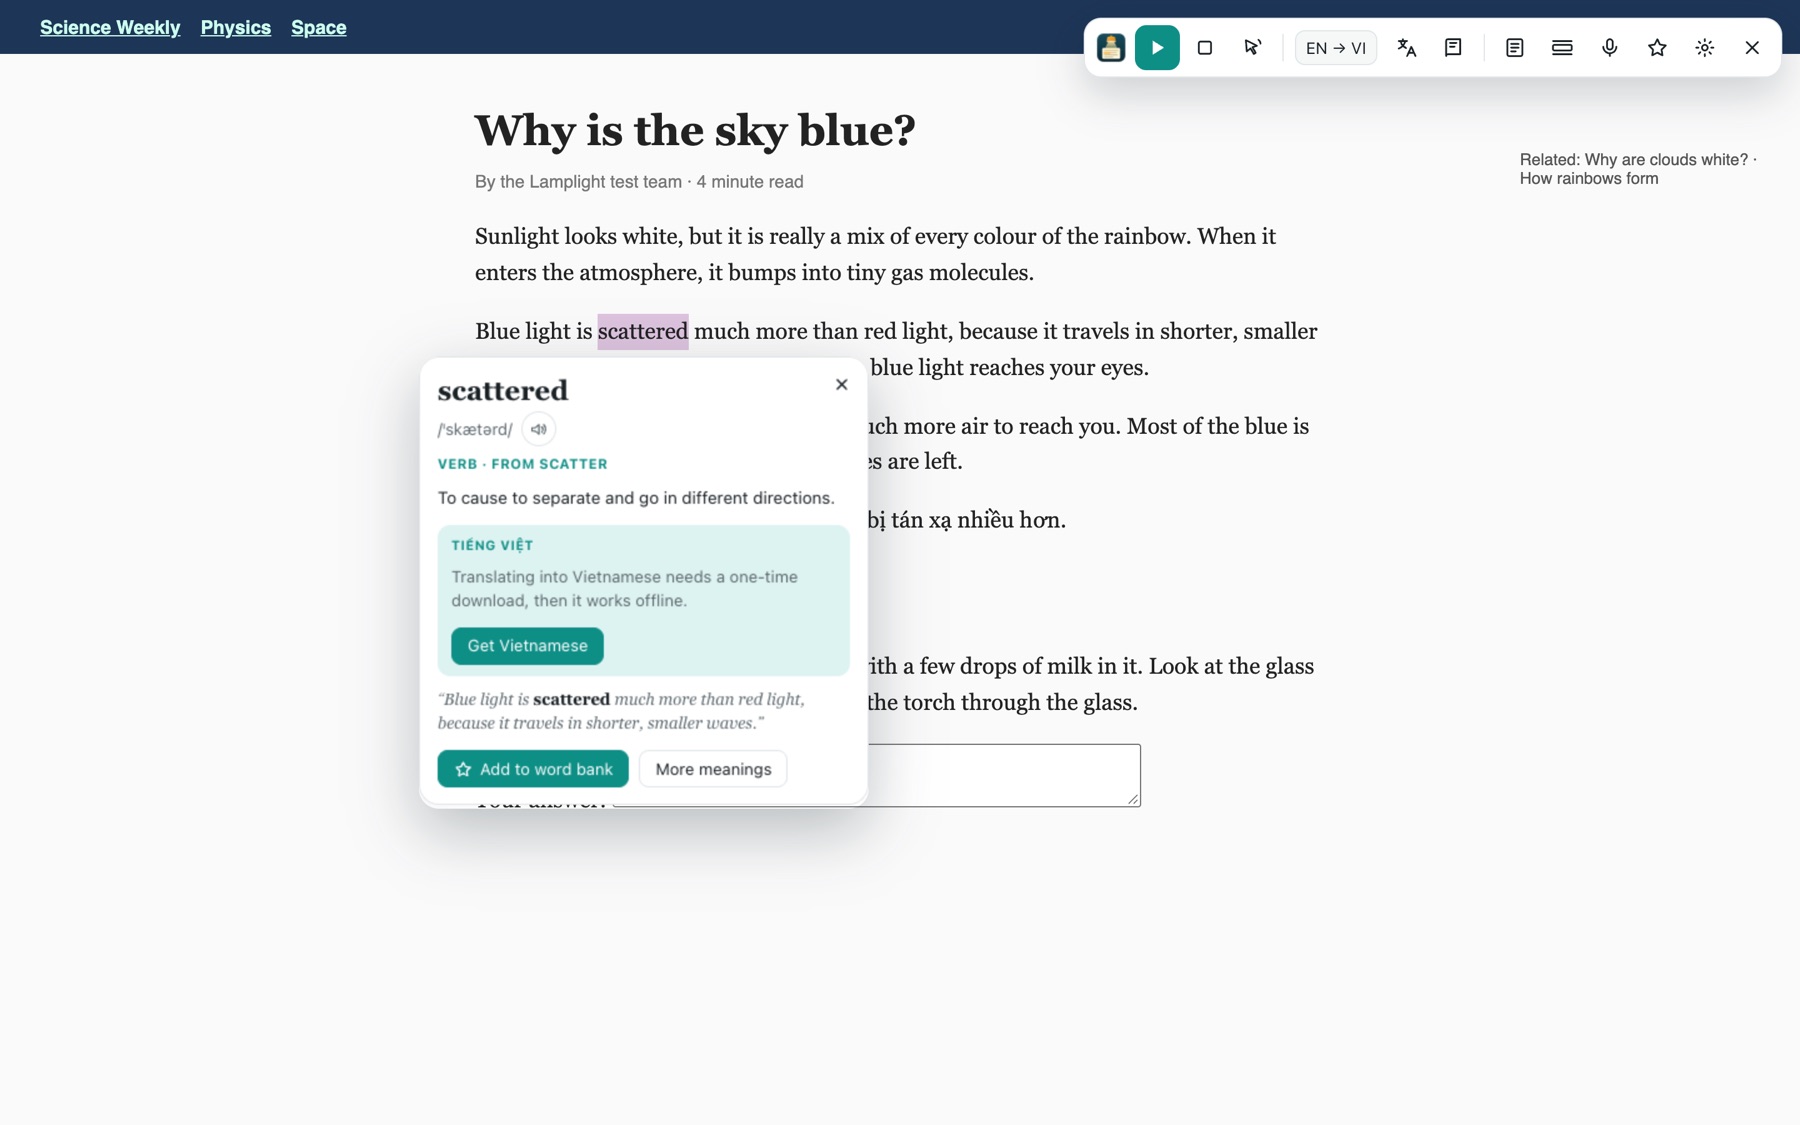 Science Weekly Physics Space
EN → VI
Why is the sky blue?
By the Lamplight test team · 4 minute read
Related: Why are clouds white? ·
How rainbows form
Sunlight looks white, but it is really a mix of every colour of the rainbow. When it
enters the atmosphere, it bumps into tiny gas molecules.
Blue light is scattered much more than red light, because it travels in shorter, smaller
blue light reaches your eyes.
more air to reach you. Most of the blue is
are left.
bị tán xạ nhiều hơn.
with a few drops of milk in it. Look at the glass
the torch through the glass.
scattered
/ˈskætərd/
VERB · FROM SCATTER
To cause to separate and go in different directions.
TIẾNG VIỆT
Translating into Vietnamese needs a one-time
download, then it works offline.
Get Vietnamese
“Blue light is scattered much more than red light,
because it travels in shorter, smaller waves.”
Add to word bank More meanings
Your answer: